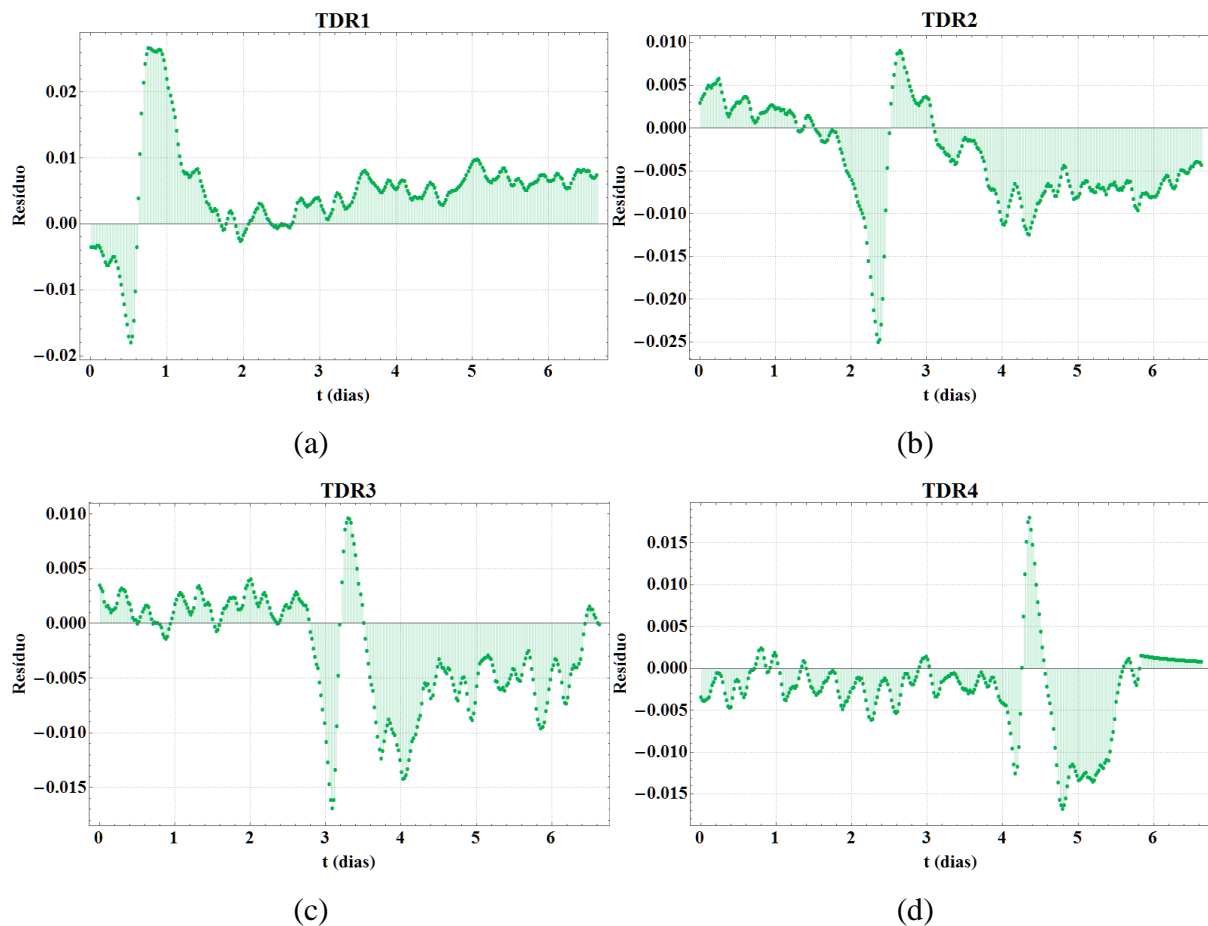 TDR1
0.02
0.01
0.00
−0.01
−0.02
Resíduo
0 1 2 3 4 5 6
t (dias)
(a)
TDR2
0.010
0.005
0.000
−0.005
−0.010
−0.015
−0.020
−0.025
Resíduo
0 1 2 3 4 5 6
t (dias)
(b)
TDR3
0.010
0.005
0.000
−0.005
−0.010
−0.015
Resíduo
0 1 2 3 4 5 6
t (dias)
(c)
TDR4
0.015
0.010
0.005
0.000
−0.005
−0.010
−0.015
Resíduo
0 1 2 3 4 5 6
t (dias)
(d)